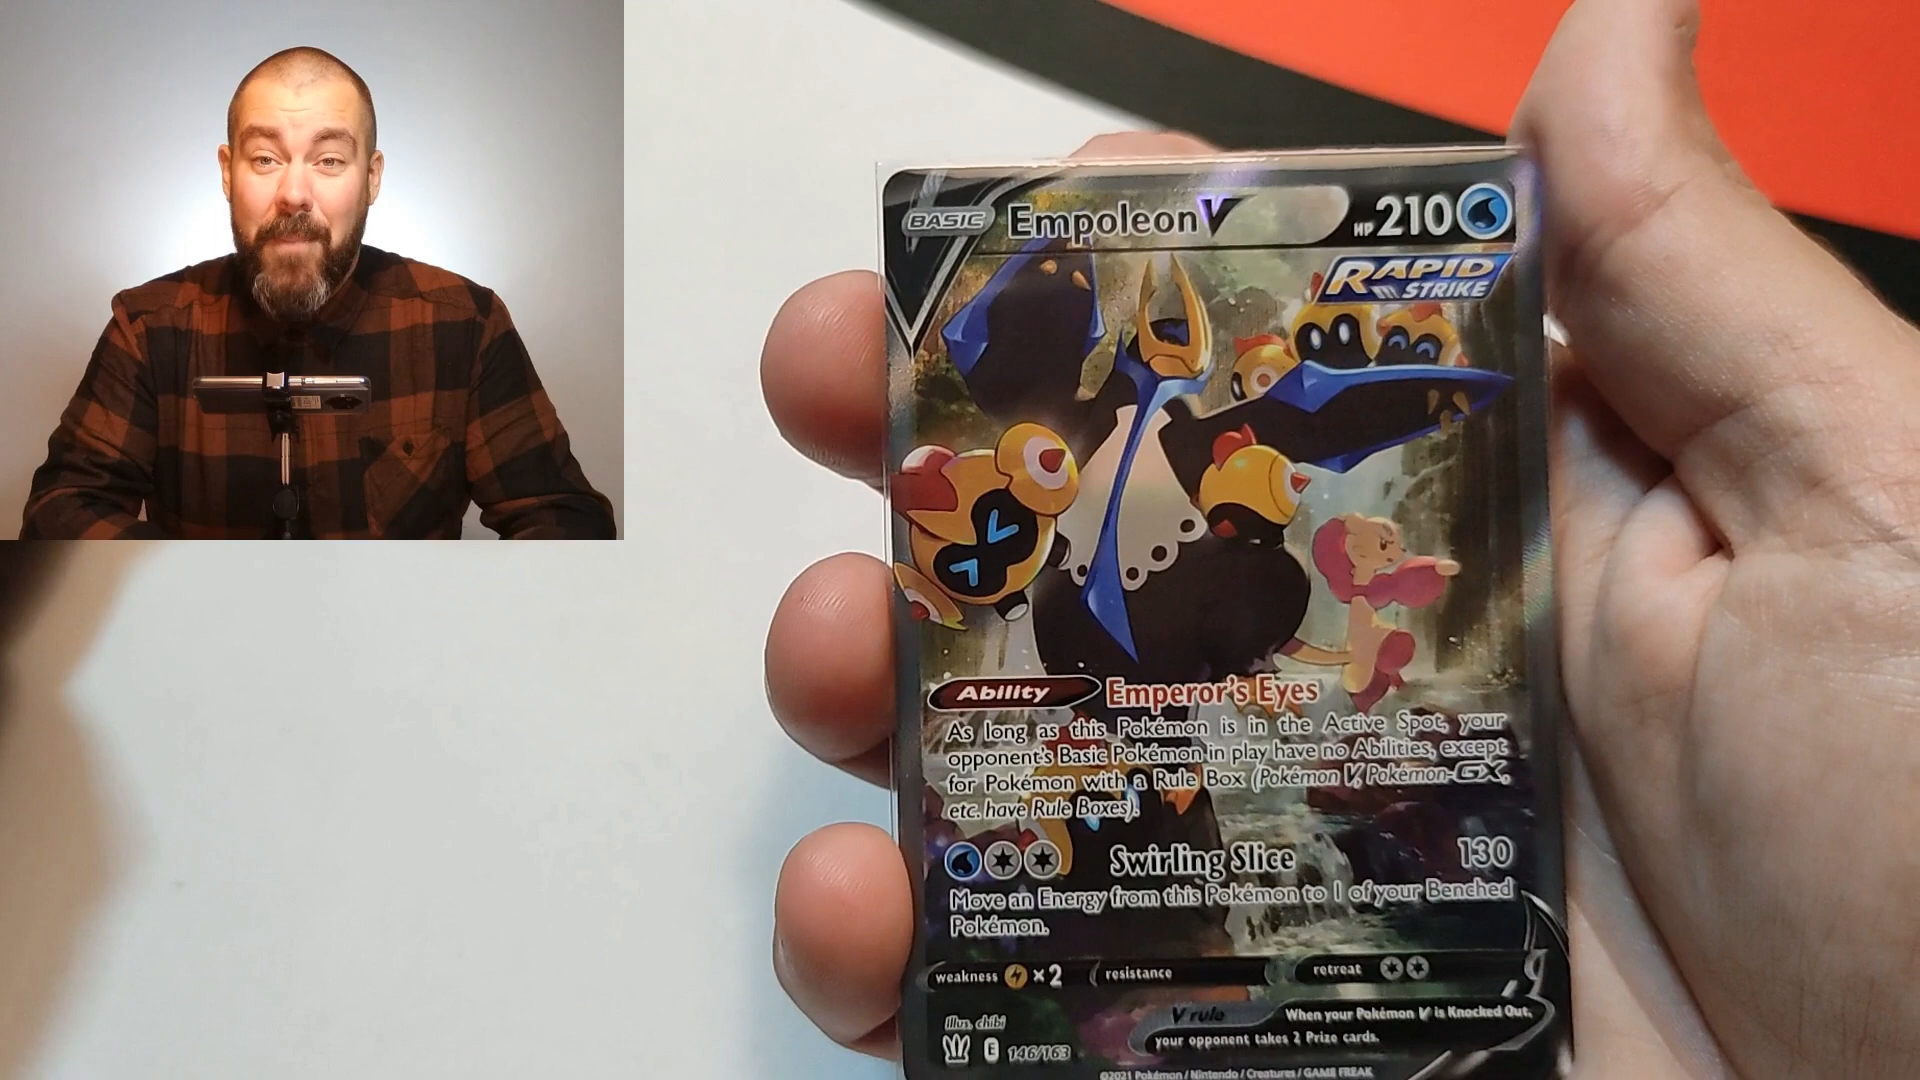 BASIC Empoleon V HP 210
RAPID
STRIKE
Ability Emperor's Eyes
As long as this Pokémon is in the Active Spot, your
opponent's Basic Pokémon in play have no Abilities, except
for Pokémon with a Rule Box (Pokémon V, Pokémon-GX,
etc. have Rule Boxes).
Swirling Slice 130
Move an Energy from this Pokémon to 1 of your Benched
Pokémon.
weakness ×2 resistance retreat
V rule When your Pokémon V is Knocked Out,
your opponent takes 2 Prize cards.
Illus. chibi
E 146/163
©2021 Pokémon / Nintendo / Creatures / GAME FREAK